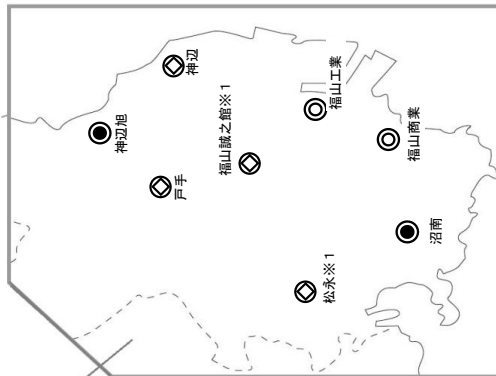 神辺
神辺旭
戸手
福山誠之館※1
福山工業
福山商業
沼南
松永※1